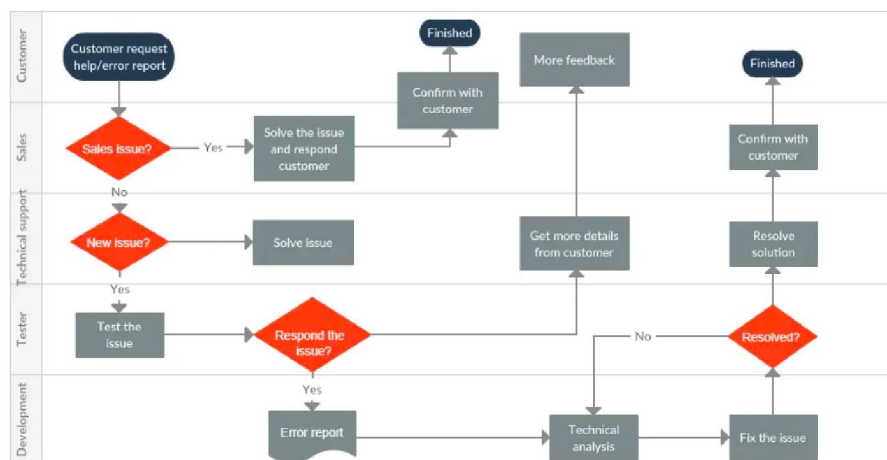 Customer
Customer request
help/error report
Finished
More feedback
Finished
Confirm with
customer
Sales
Sales issue?
Yes
Solve the issue
and respond
customer
Confirm with
customer
No
Technical support
New issue?
Solve issue
Get more details
from customer
Resolve
solution
Yes
Tester
Test the
issue
Respond the
issue?
No
Resolved?
Yes
Development
Error report
Technical
analysis
Fix the issue